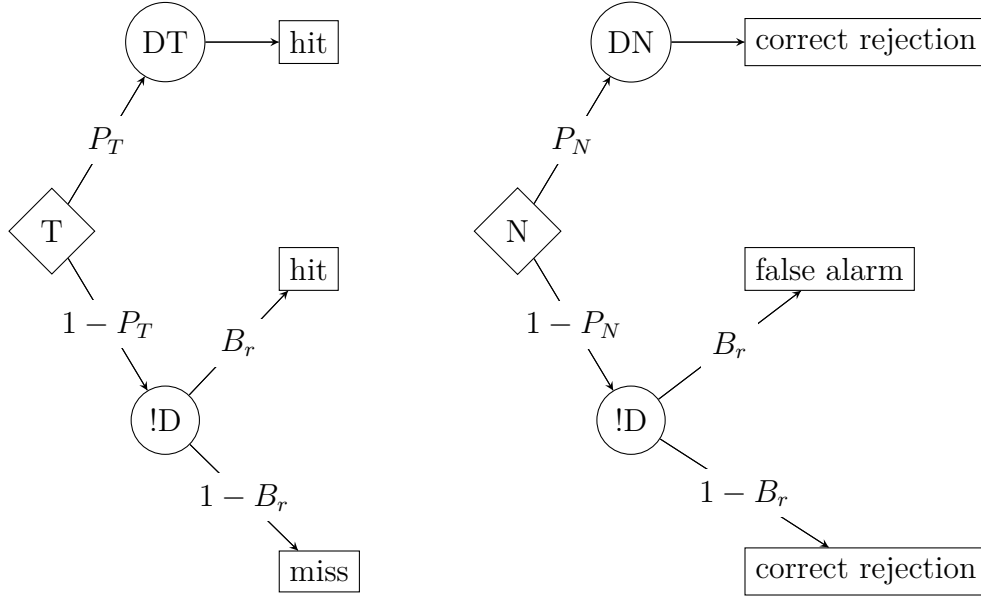 DT
hit
P_T
T
hit
1 − P_T
B_r
!D
1 − B_r
miss
DN
correct rejection
P_N
N
false alarm
1 − P_N
B_r
!D
1 − B_r
correct rejection